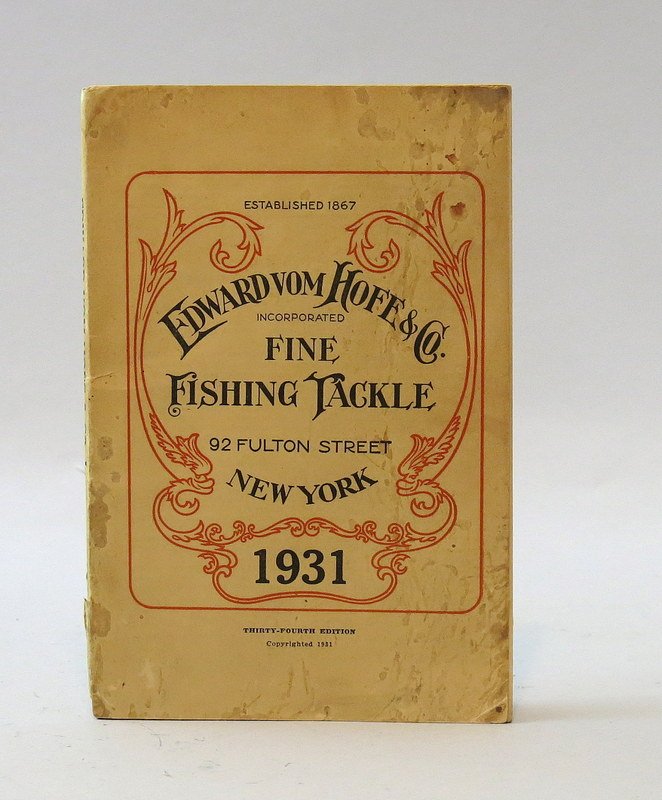 ESTABLISHED 1867
EDWARD VOM HOFE & CO.
INCORPORATED
FINE
FISHING TACKLE
92 FULTON STREET
NEW YORK
1931
THIRTY-FOURTH EDITION
Copyrighted 1931